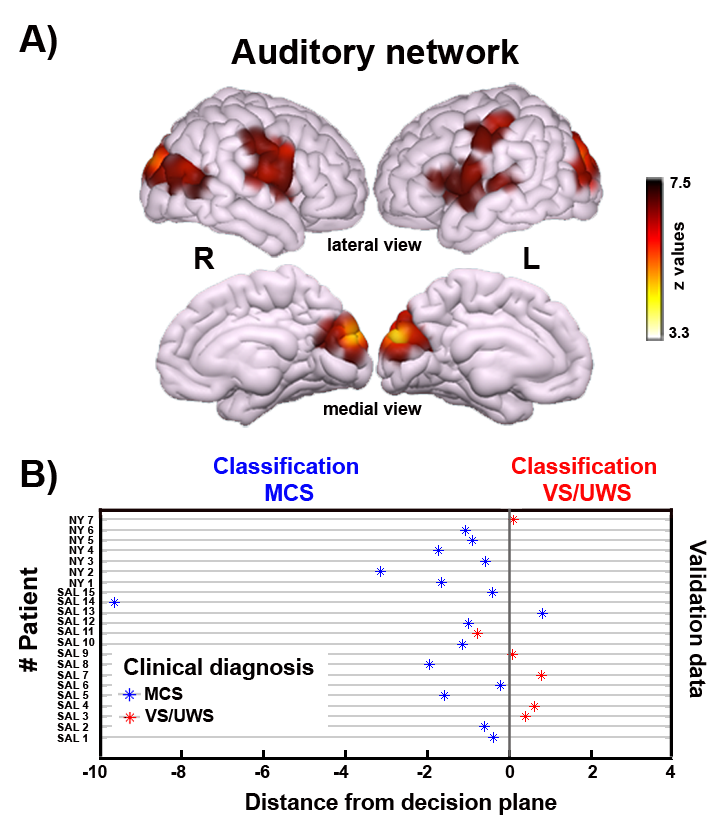 A)
Auditory network
7.5
z values
3.3
lateral view
R
L
medial view
B)
Classification
MCS
Classification
VS/UWS
# Patient
NY 7
NY 6
NY 5
NY 4
NY 3
NY 2
NY 1
SAL 15
SAL 14
SAL 13
SAL 12
SAL 11
SAL 10
SAL 9
SAL 8
SAL 7
SAL 6
SAL 5
SAL 4
SAL 3
SAL 2
SAL 1
Clinical diagnosis
MCS
VS/UWS
Validation data
-10 -8 -6 -4 -2 0 2 4
Distance from decision plane